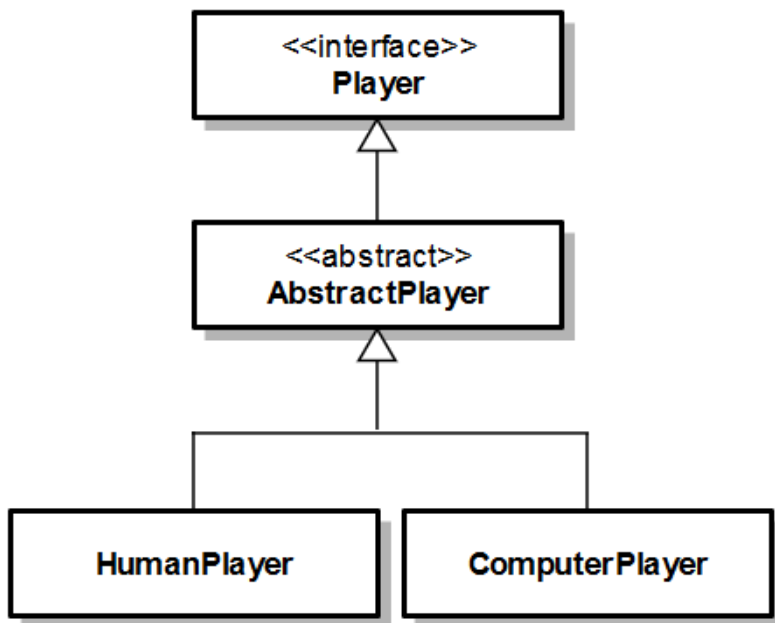 <<interface>>
Player
<<abstract>>
AbstractPlayer
HumanPlayer
ComputerPlayer